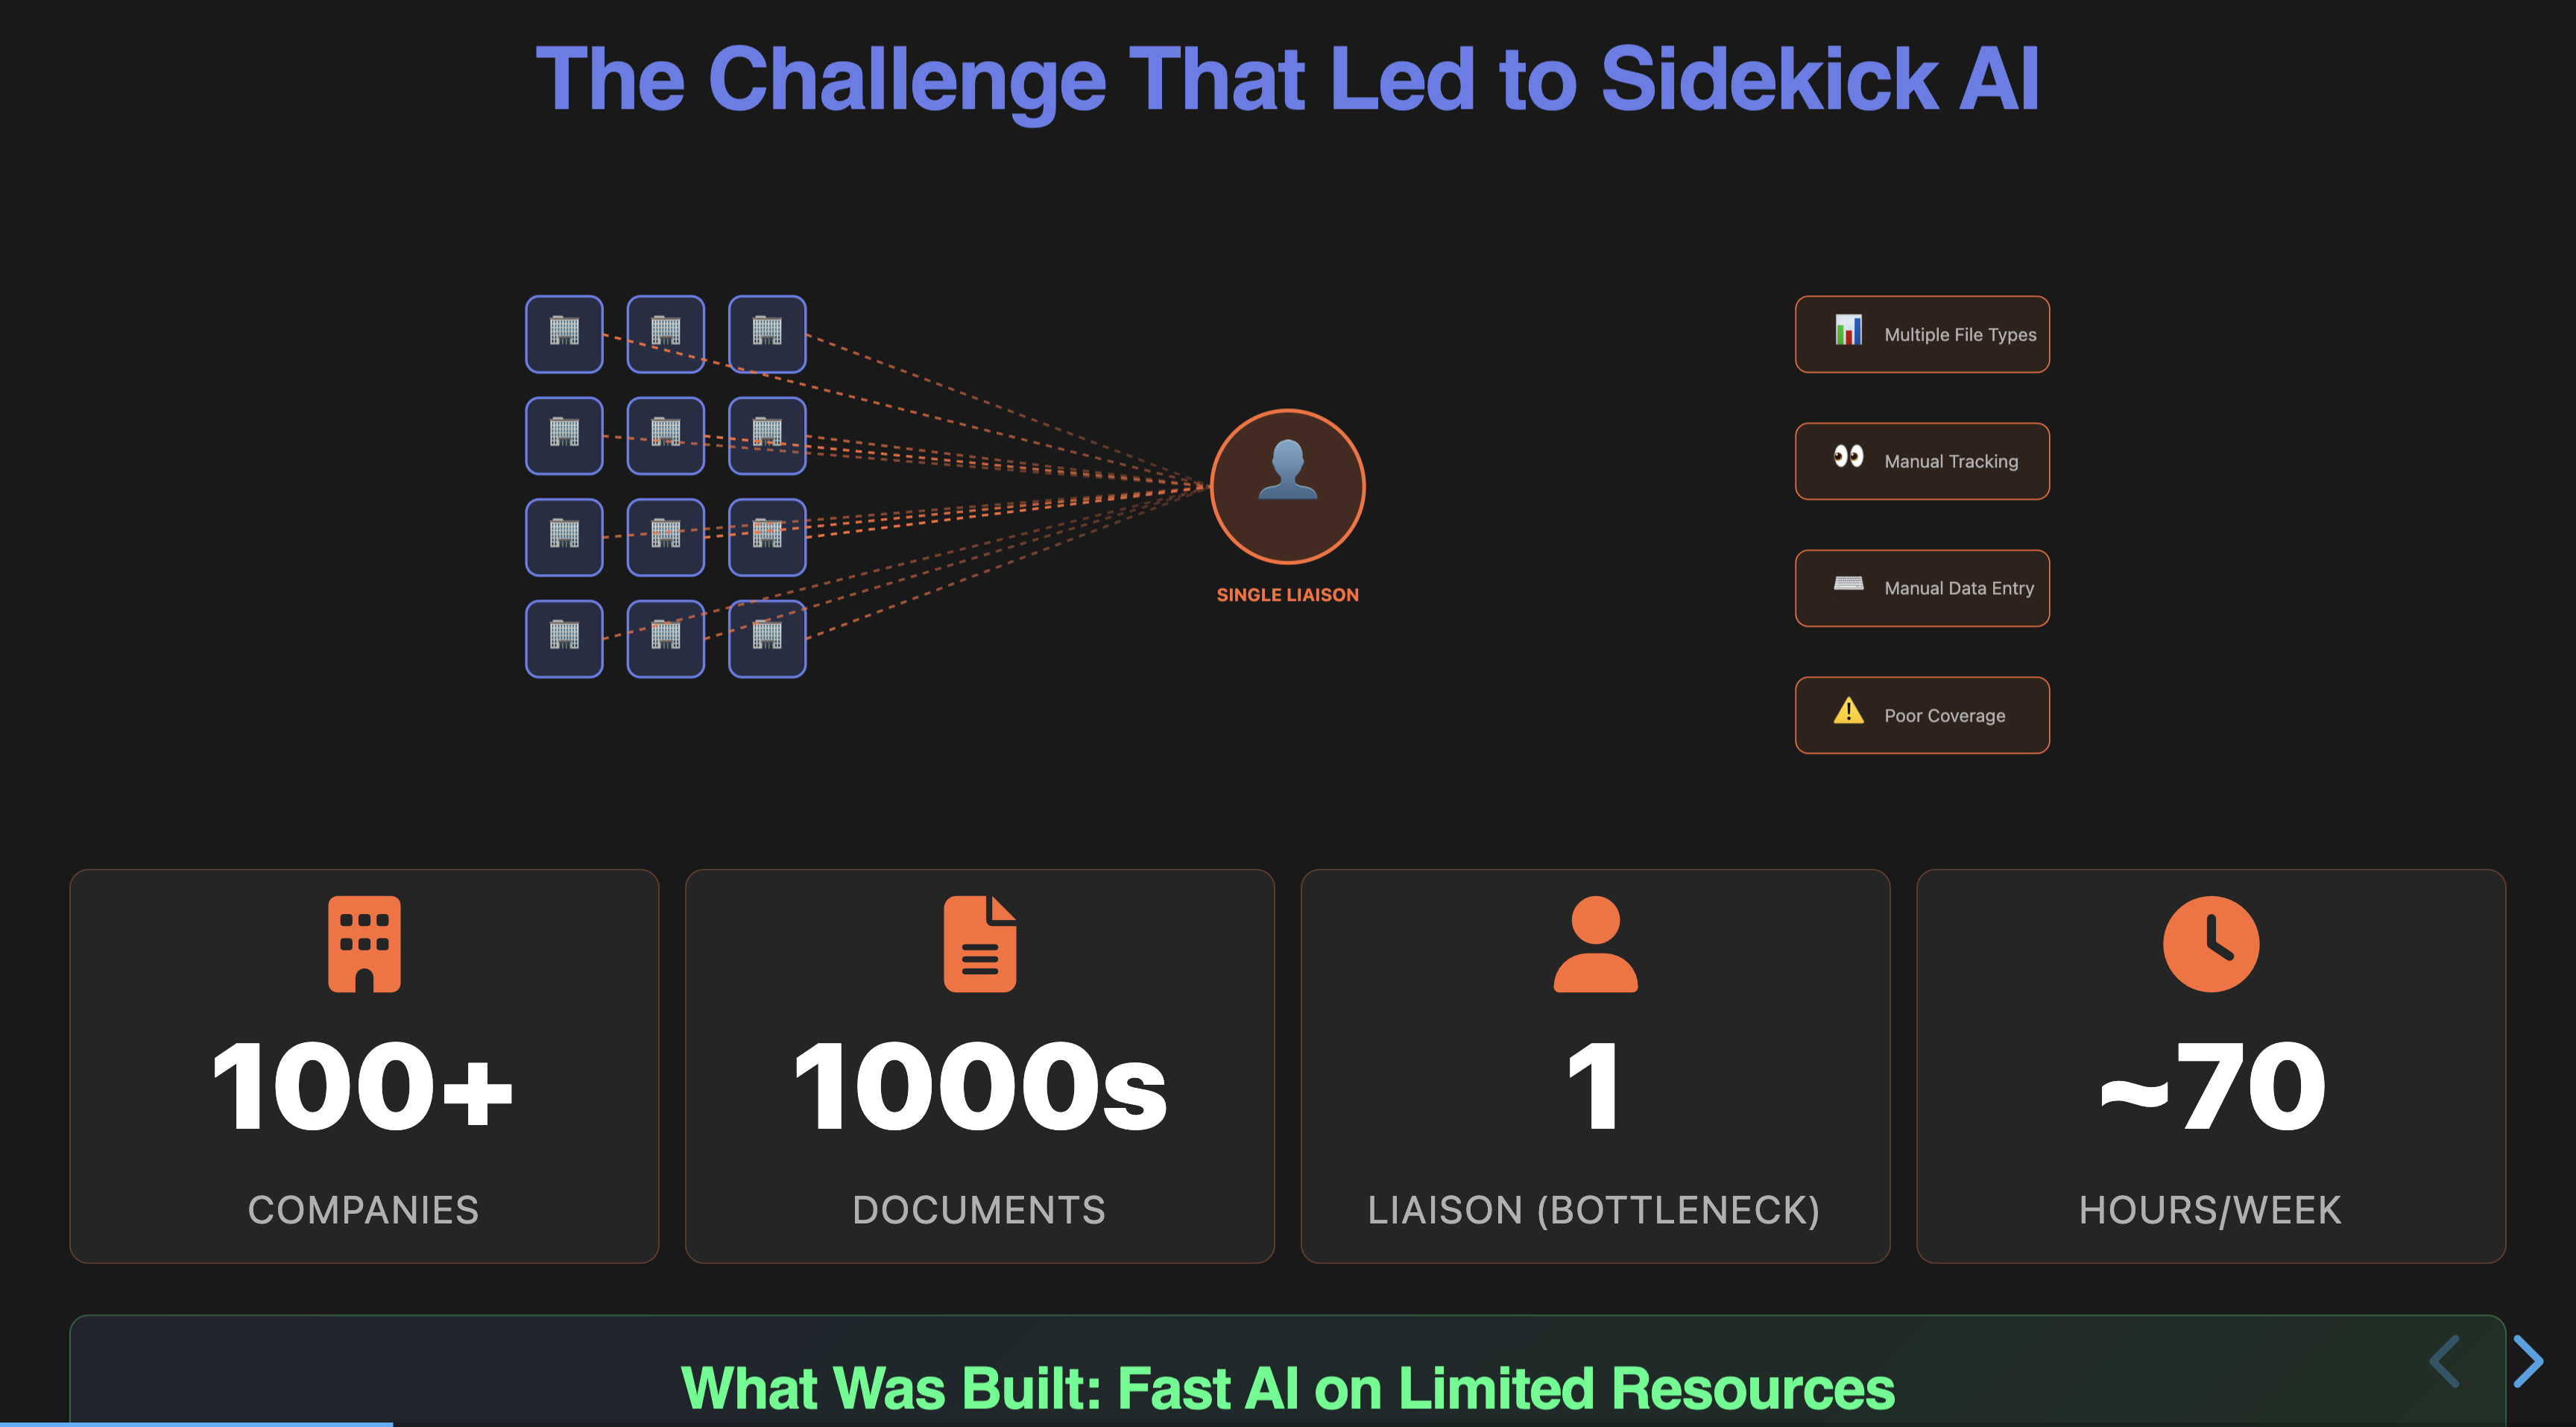 The Challenge That Led to Sidekick AI
Multiple File Types
Manual Tracking
SINGLE LIAISON
Manual Data Entry
Poor Coverage
100+
COMPANIES
1000s
DOCUMENTS
1
LIAISON (BOTTLENECK)
~70
HOURS/WEEK
What Was Built: Fast AI on Limited Resources